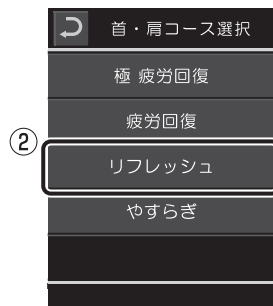 首・肩コース選択
極 疲労回復
疲労回復
②
リフレッシュ
やすらぎ